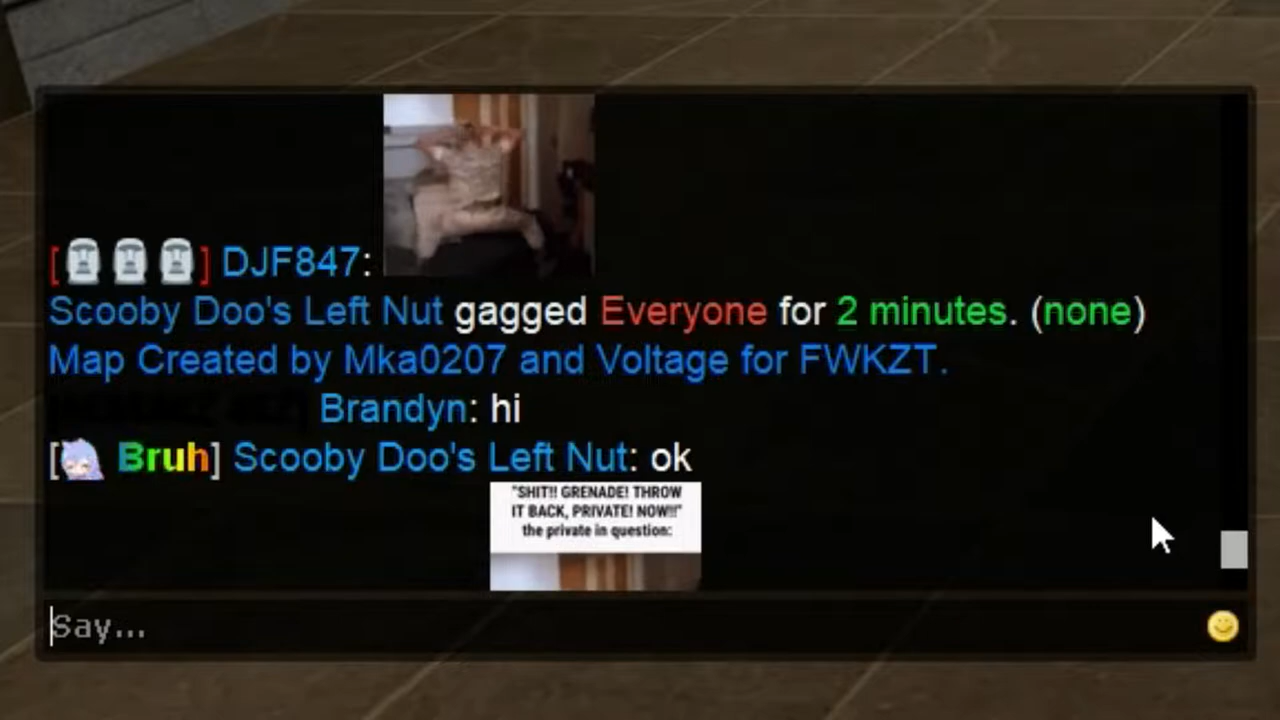 [🗿🗿🗿] DJF847:
Scooby Doo's Left Nut gagged Everyone for 2 minutes. (none)
Map Created by Mka0207 and Voltage for FWKZT.
Brandyn: hi
[Bruh] Scooby Doo's Left Nut: ok
"SHIT!! GRENADE! THROW
IT BACK, PRIVATE! NOW!!"
the private in question:
Say...